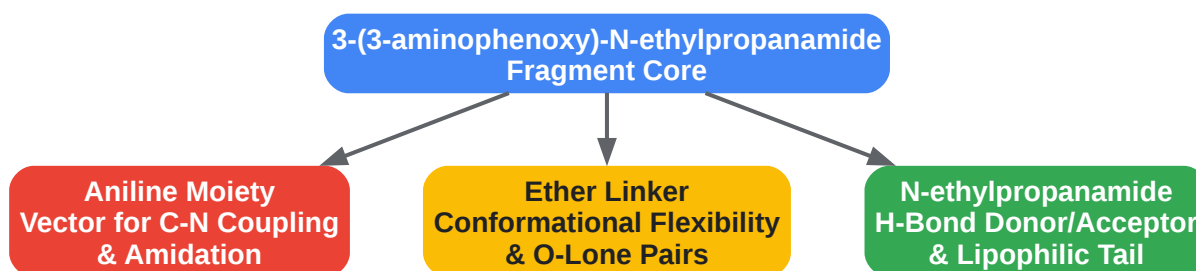 3-(3-aminophenoxy)-N-ethylpropanamide
Fragment Core
Aniline Moiety
Vector for C-N Coupling
& Amidation
Ether Linker
Conformational Flexibility
& O-Lone Pairs
N-ethylpropanamide
H-Bond Donor/Acceptor
& Lipophilic Tail